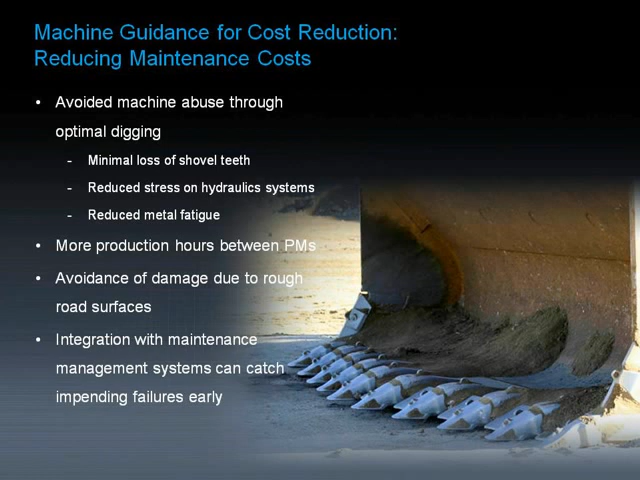 Machine Guidance for Cost Reduction:
Reducing Maintenance Costs
• Avoided machine abuse through
optimal digging
- Minimal loss of shovel teeth
- Reduced stress on hydraulics systems
- Reduced metal fatigue
• More production hours between PMs
• Avoidance of damage due to rough
road surfaces
• Integration with maintenance
management systems can catch
impending failures early